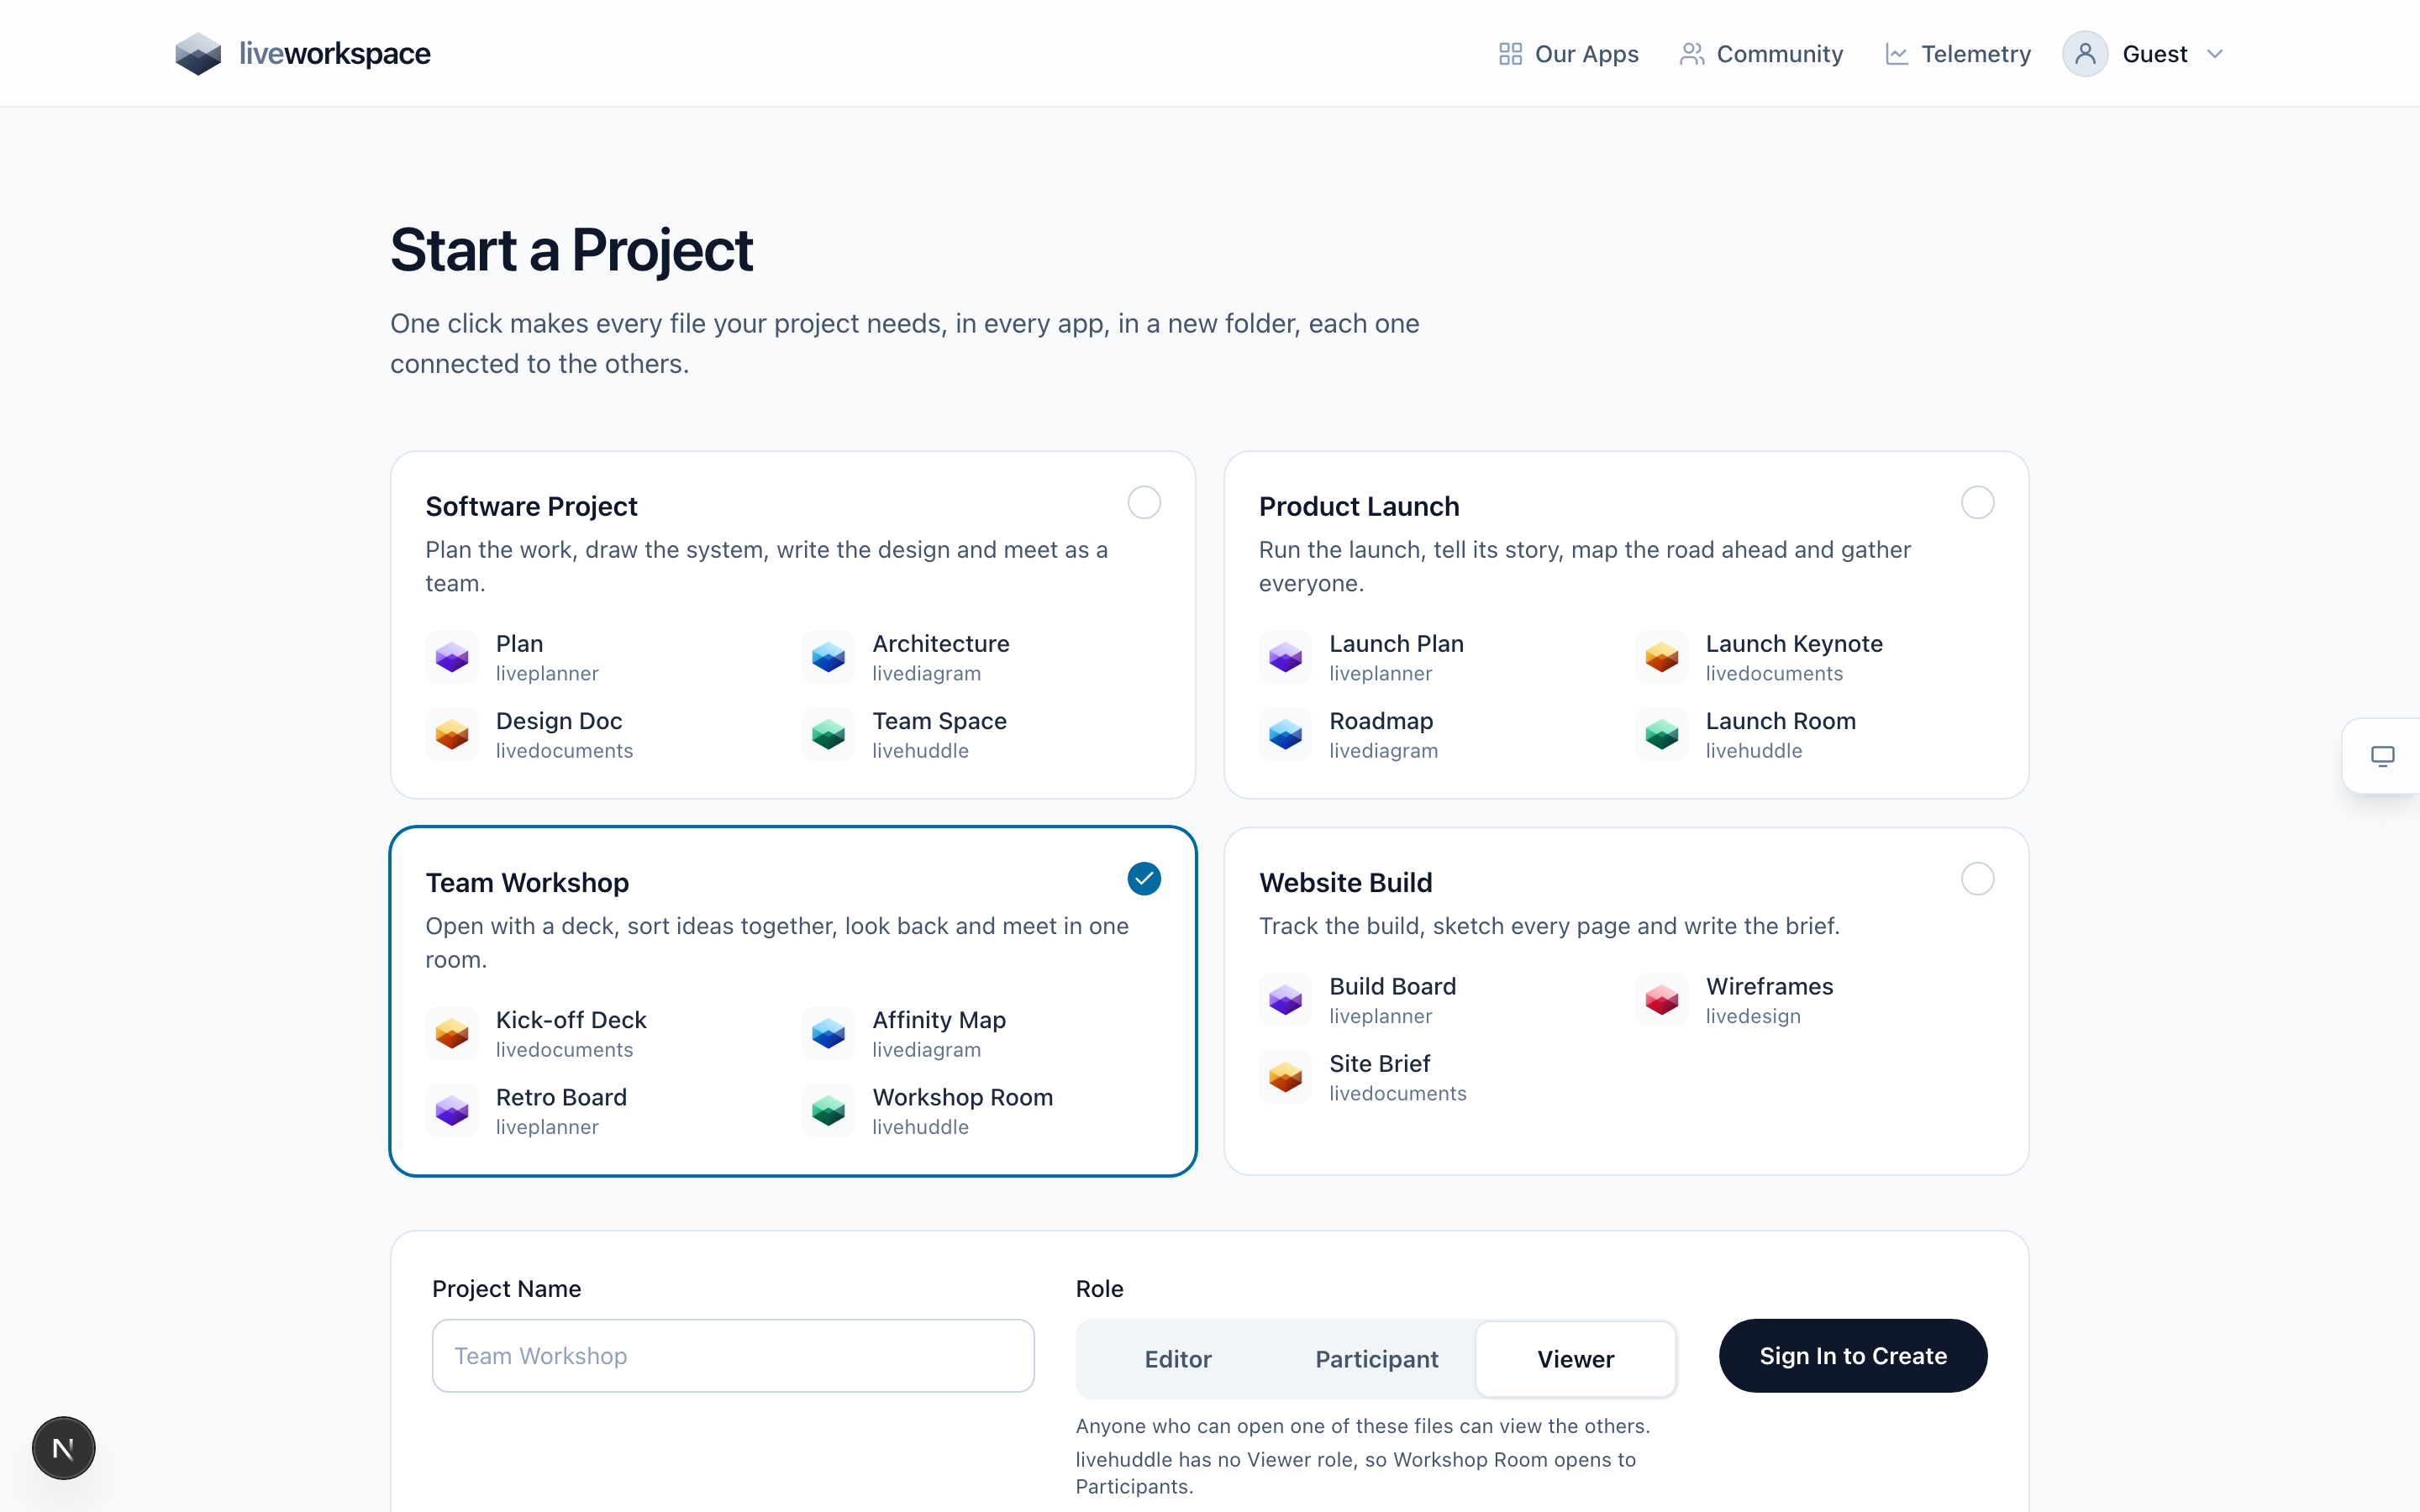 liveworkspace
Our Apps
Community
Telemetry
Guest
Start a Project
One click makes every file your project needs, in every app, in a new folder, each one
connected to the others.
Software Project
Plan the work, draw the system, write the design and meet as a
team.
Plan
liveplanner
Architecture
livediagram
Design Doc
livedocuments
Team Space
livehuddle
Product Launch
Run the launch, tell its story, map the road ahead and gather
everyone.
Launch Plan
liveplanner
Launch Keynote
livedocuments
Roadmap
livediagram
Launch Room
livehuddle
Team Workshop
Open with a deck, sort ideas together, look back and meet in one
room.
Kick-off Deck
livedocuments
Affinity Map
livediagram
Retro Board
liveplanner
Workshop Room
livehuddle
Website Build
Track the build, sketch every page and write the brief.
Build Board
liveplanner
Wireframes
livedesign
Site Brief
livedocuments
Project Name
Team Workshop
Role
Editor
Participant
Viewer
Sign In to Create
Anyone who can open one of these files can view the others.
livehuddle has no Viewer role, so Workshop Room opens to
Participants.
N